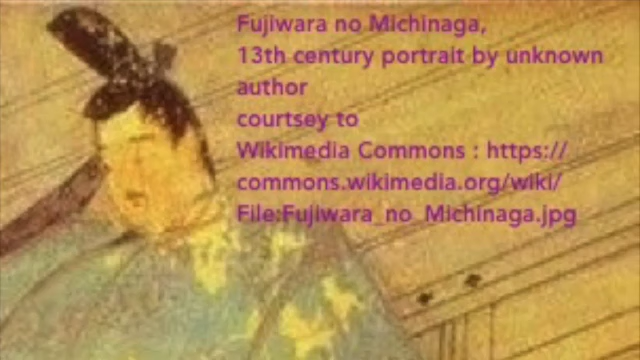 Fujiwara no Michinaga,
13th century portrait by unknown
author
courtsey to
Wikimedia Commons : https://
commons.wikimedia.org/wiki/
File:Fujiwara_no_Michinaga.jpg